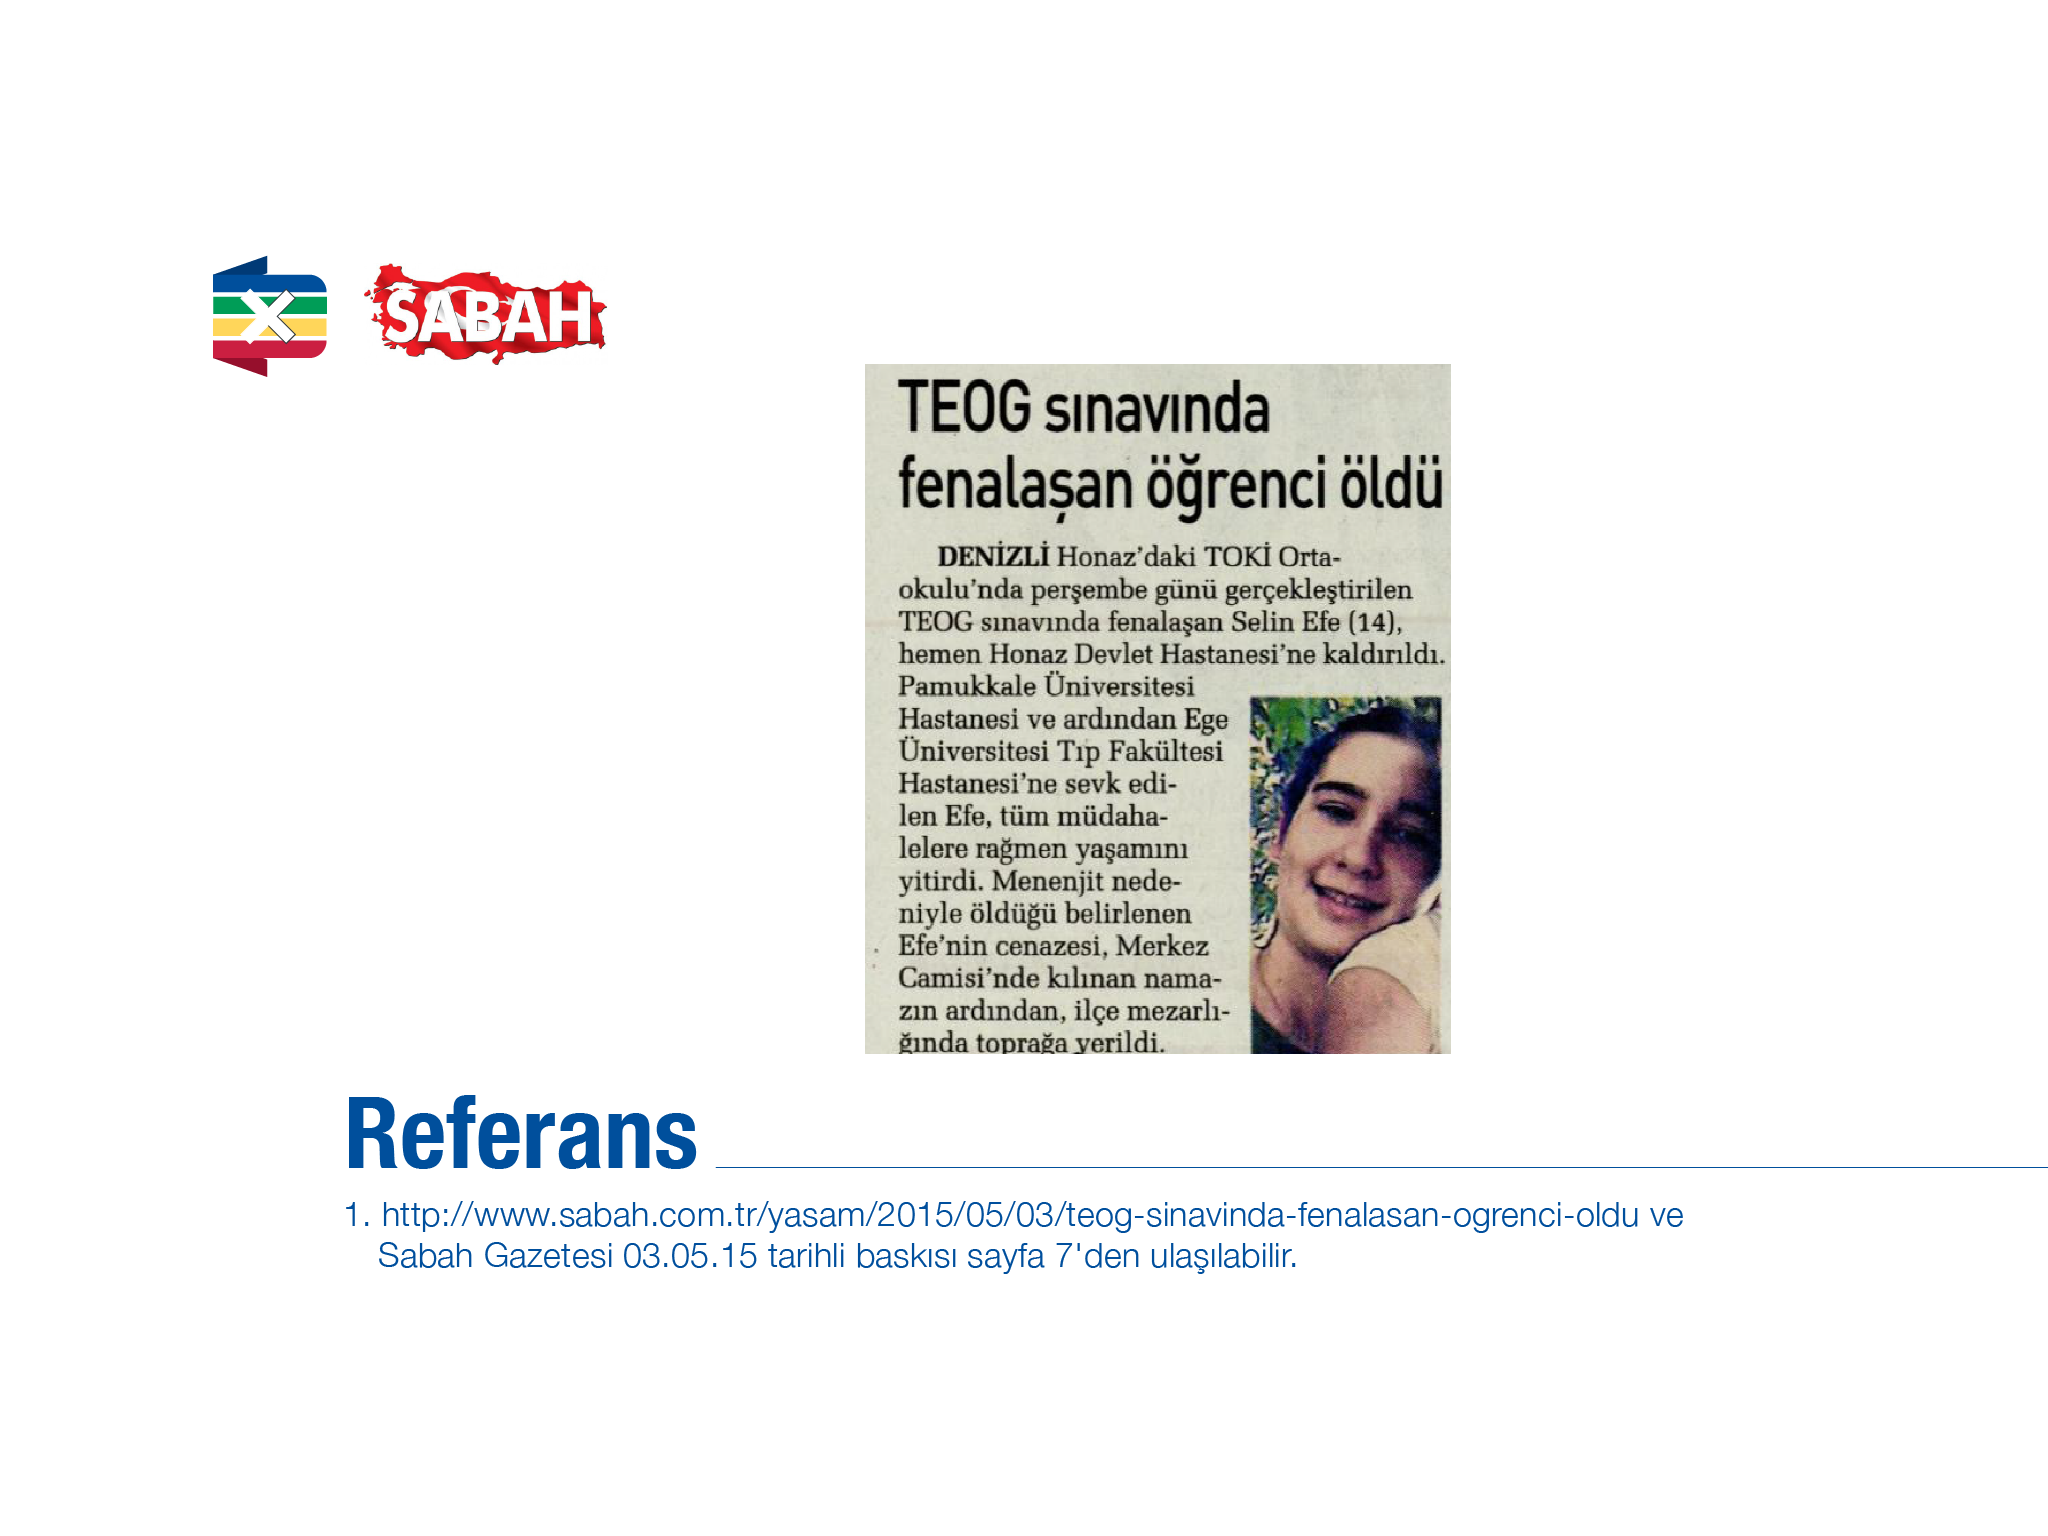 SABAH
TEOG sınavında
fenalaşan öğrenci öldü
DENİZLİ Honaz'daki TOKİ Orta-
okulu'nda perşembe günü gerçekleştirilen
TEOG sınavında fenalaşan Selin Efe (14),
hemen Honaz Devlet Hastanesi'ne kaldırıldı.
Pamukkale Üniversitesi
Hastanesi ve ardından Ege
Üniversitesi Tıp Fakültesi
Hastanesi'ne sevk edi-
len Efe, tüm müdaha-
lelere rağmen yaşamını
yitirdi. Menenjit nede-
niyle öldüğü belirlenen
Efe'nin cenazesi, Merkez
Camisi'nde kılınan nama-
zın ardından, ilçe mezarlı-
ğında toprağa verildi.
Referans
1. http://www.sabah.com.tr/yasam/2015/05/03/teog-sinavinda-fenalasan-ogrenci-oldu ve
Sabah Gazetesi 03.05.15 tarihli baskısı sayfa 7'den ulaşılabilir.